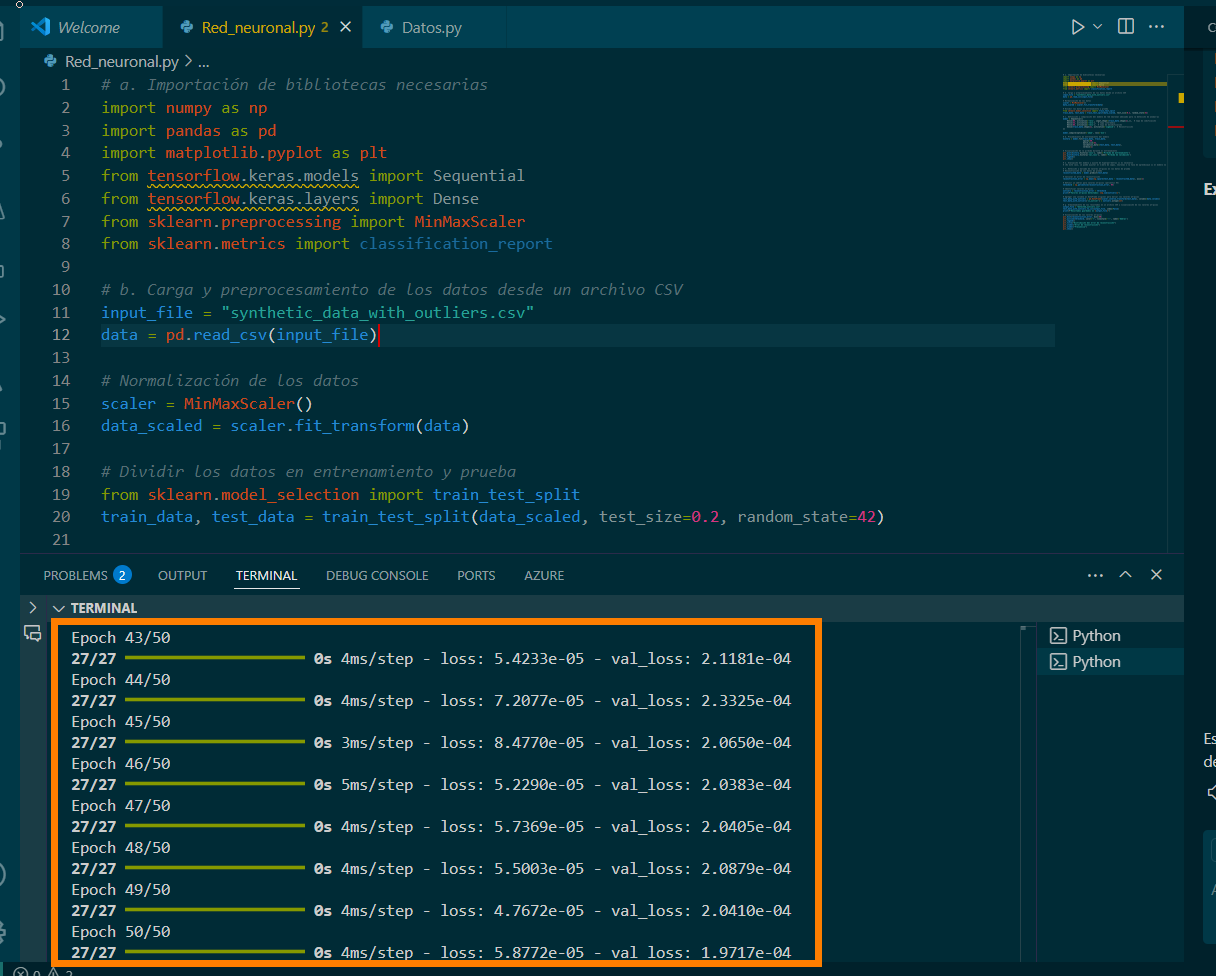 Welcome Red_neuronal.py 2 Datos.py
Red_neuronal.py > ...
1 # a. Importación de bibliotecas necesarias
2 import numpy as np
3 import pandas as pd
4 import matplotlib.pyplot as plt
5 from tensorflow.keras.models import Sequential
6 from tensorflow.keras.layers import Dense
7 from sklearn.preprocessing import MinMaxScaler
8 from sklearn.metrics import classification_report
9
10 # b. Carga y preprocesamiento de los datos desde un archivo CSV
11 input_file = "synthetic_data_with_outliers.csv"
12 data = pd.read_csv(input_file)
13
14 # Normalización de los datos
15 scaler = MinMaxScaler()
16 data_scaled = scaler.fit_transform(data)
17
18 # Dividir los datos en entrenamiento y prueba
19 from sklearn.model_selection import train_test_split
20 train_data, test_data = train_test_split(data_scaled, test_size=0.2, random_state=42)
21
PROBLEMS 2 OUTPUT TERMINAL DEBUG CONSOLE PORTS AZURE
TERMINAL
Epoch 43/50
27/27 0s 4ms/step - loss: 5.4233e-05 - val_loss: 2.1181e-04
Epoch 44/50
27/27 0s 4ms/step - loss: 7.2077e-05 - val_loss: 2.3325e-04
Epoch 45/50
27/27 0s 3ms/step - loss: 8.4770e-05 - val_loss: 2.0650e-04
Epoch 46/50
27/27 0s 5ms/step - loss: 5.2290e-05 - val_loss: 2.0383e-04
Epoch 47/50
27/27 0s 4ms/step - loss: 5.7369e-05 - val_loss: 2.0405e-04
Epoch 48/50
27/27 0s 4ms/step - loss: 5.5003e-05 - val_loss: 2.0879e-04
Epoch 49/50
27/27 0s 4ms/step - loss: 4.7672e-05 - val_loss: 2.0410e-04
Epoch 50/50
27/27 0s 4ms/step - loss: 5.8772e-05 - val_loss: 1.9717e-04
Python
Python
Ex
Es
de